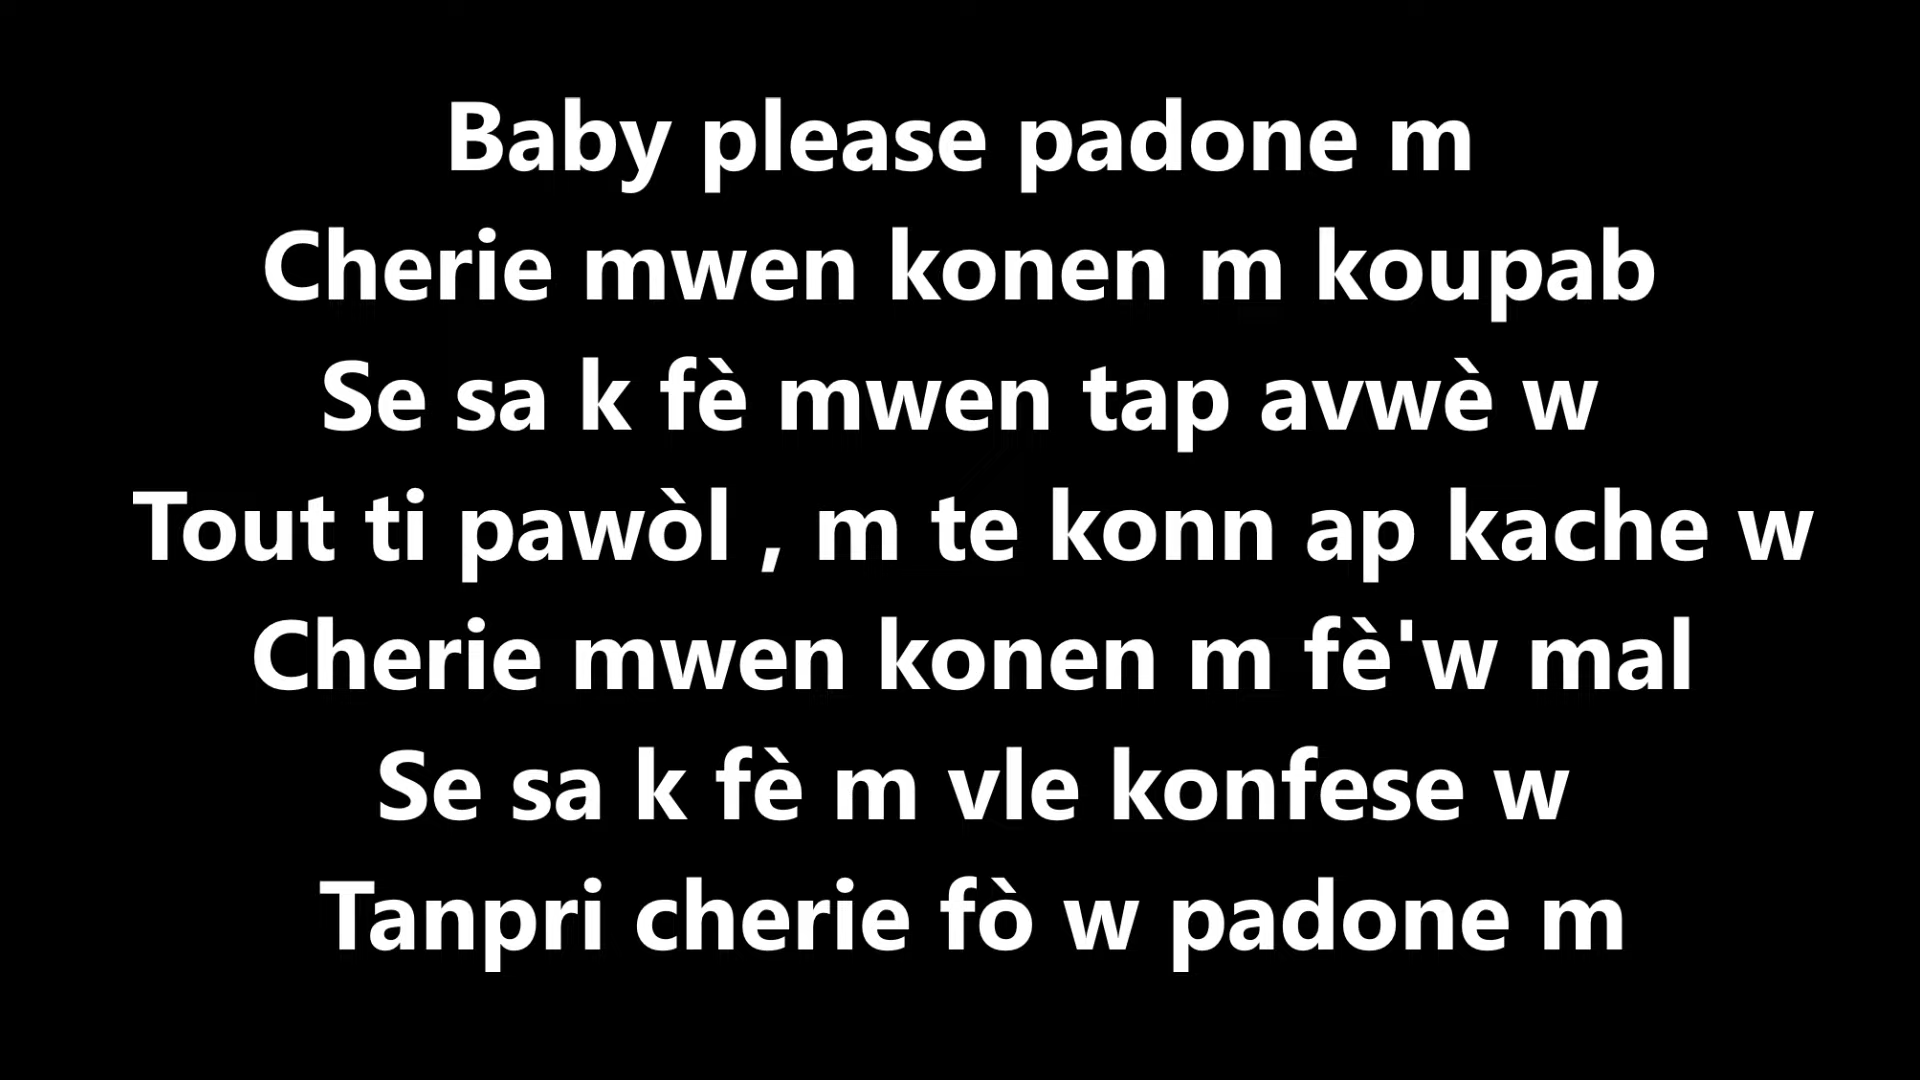 Baby please padone m
Cherie mwen konen m koupab
Se sa k fè mwen tap avwè w
Tout ti pawòl , m te konn ap kache w
Cherie mwen konen m fè'w mal
Se sa k fè m vle konfese w
Tanpri cherie fò w padone m